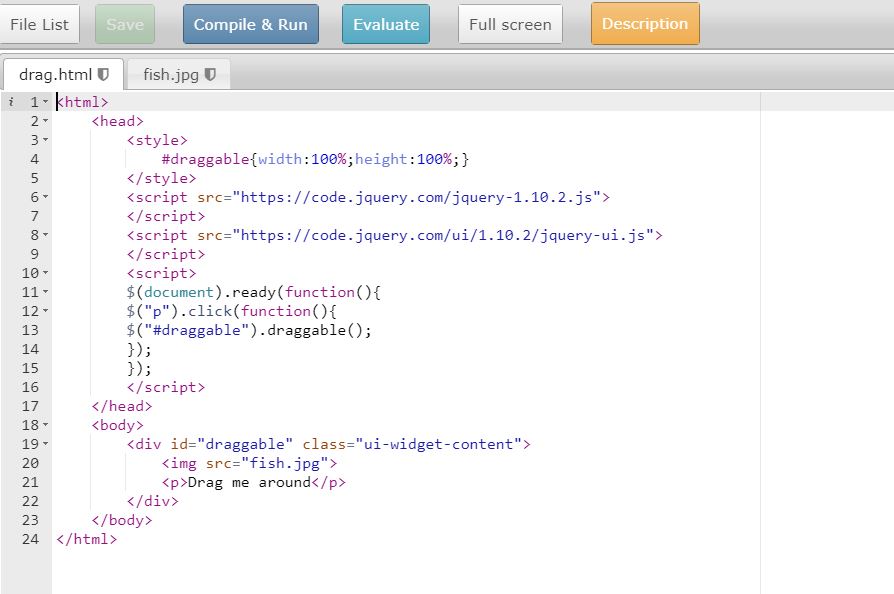 File List Save Compile & Run Evaluate Full screen Description
drag.html fish.jpg
i 1 <html>
2 <head>
3 <style>
4 #draggable{width:100%;height:100%;}
5 </style>
6 <script src="https://code.jquery.com/jquery-1.10.2.js">
7 </script>
8 <script src="https://code.jquery.com/ui/1.10.2/jquery-ui.js">
9 </script>
10 <script>
11 $(document).ready(function(){
12 $("p").click(function(){
13 $("#draggable").draggable();
14 });
15 });
16 </script>
17 </head>
18 <body>
19 <div id="draggable" class="ui-widget-content">
20 <img src="fish.jpg">
21 <p>Drag me around</p>
22 </div>
23 </body>
24 </html>